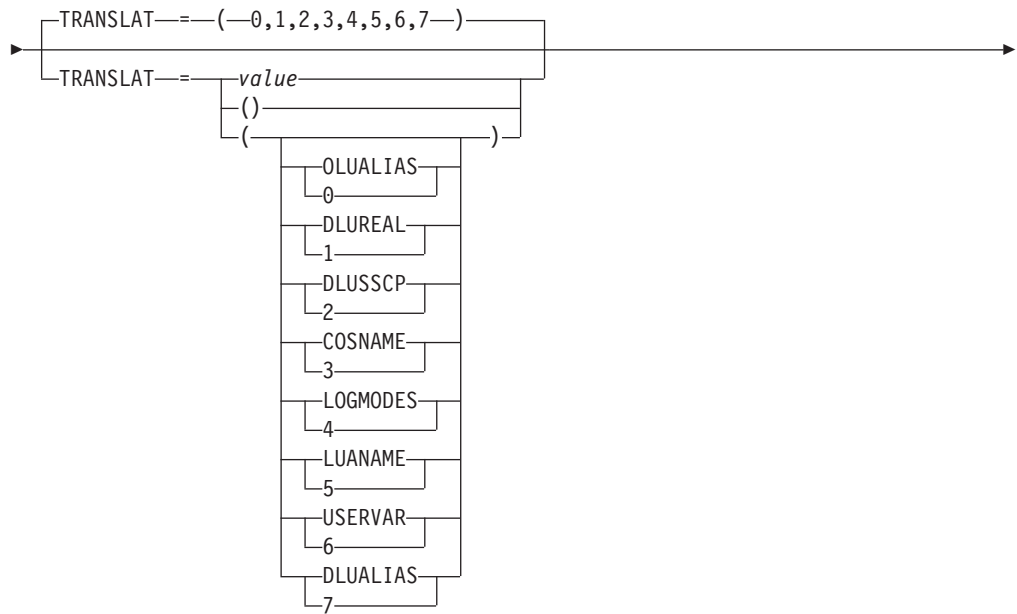 TRANSLAT = ( 0,1,2,3,4,5,6,7 )
TRANSLAT = value
()
( )
OLUALIAS
0
DLUREAL
1
DLUSSCP
2
COSNAME
3
LOGMODES
4
LUANAME
5
USERVAR
6
DLUALIAS
7